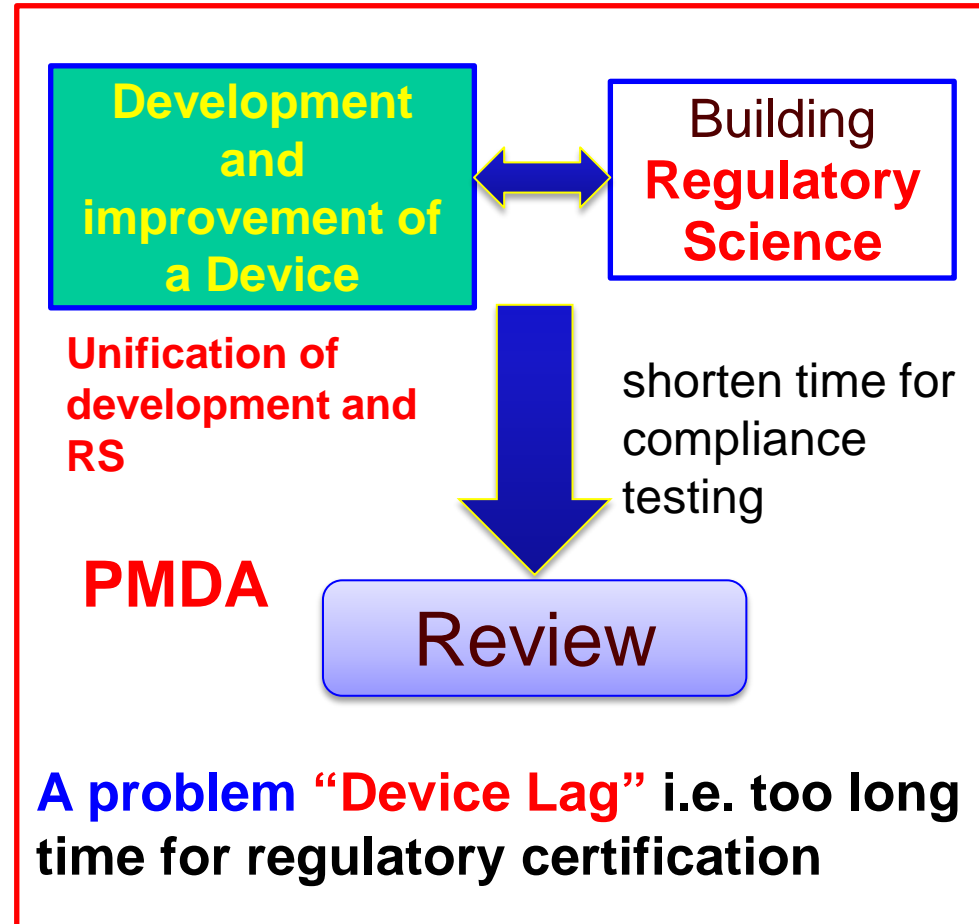 Development
and
improvement of
a Device
Building
Regulatory
Science
Unification of
development and
RS
shorten time for
compliance
testing
PMDA
Review
A problem “Device Lag” i.e. too long
time for regulatory certification